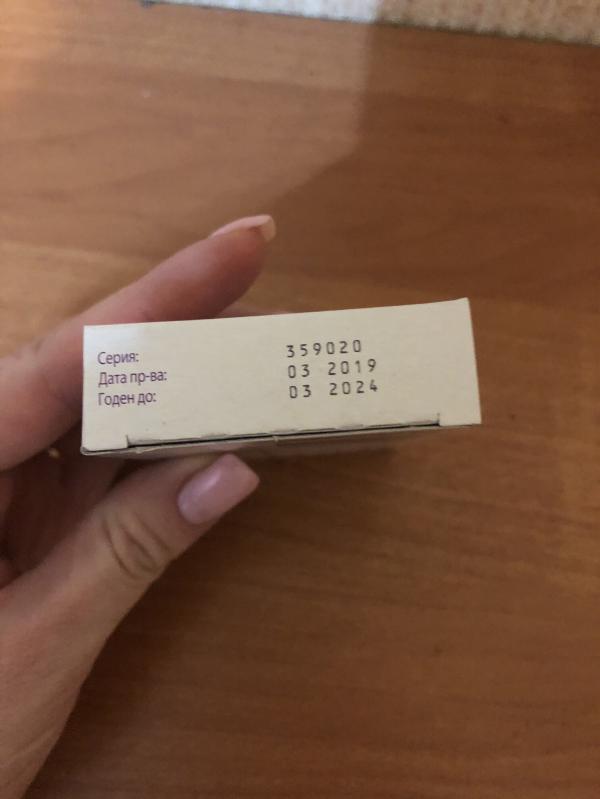 Серия: 359020
Дата пр-ва: 03 2019
Годен до: 03 2024